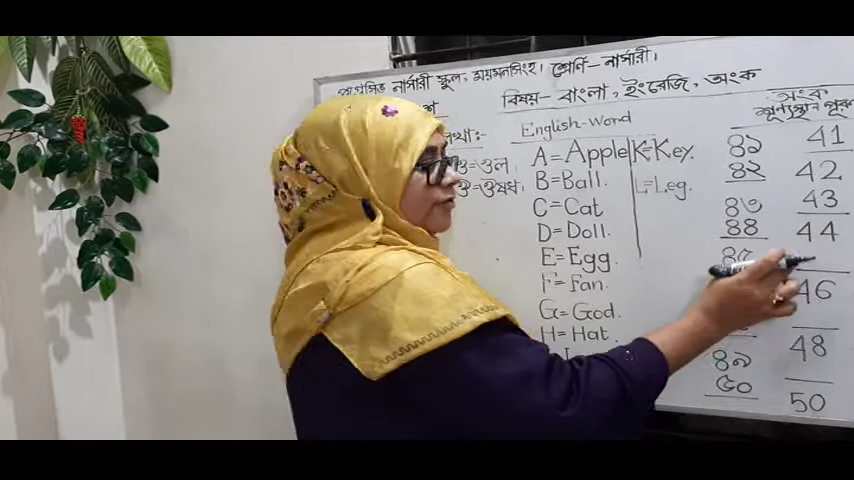 নার্সারী স্কুল, ময়মনসিংহ। শ্রেণি-নার্সারী।
বিষয়-বাংলা, ইংরেজি, অংক
অংক
শূণ্যস্থান পূরণ
English-Word
A=Apple
B=Ball.
C=Cat
D=Doll.
E=Egg
F=Fan.
G=God.
H=Hat.
K=Key.
L=Leg.
৪১
৪২
৪৩
৪৪
৪৯
৫০
41
42
43
44
46
48
50